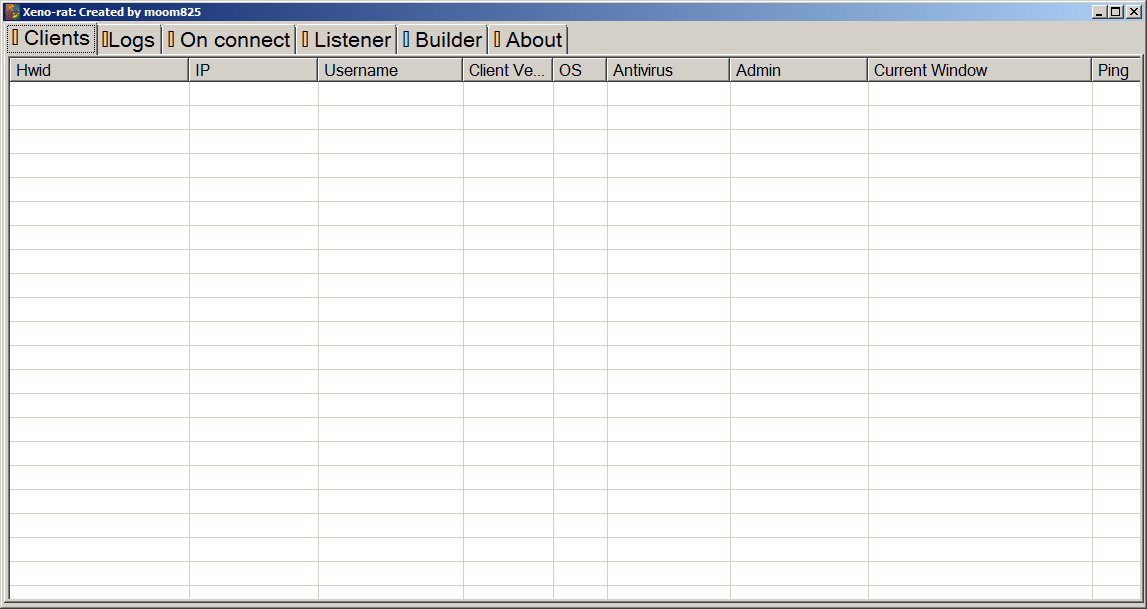 Xeno-rat: Created by moom825
Clients Logs On connect Listener Builder About
Hwid IP Username Client Ve... OS Antivirus Admin Current Window Ping